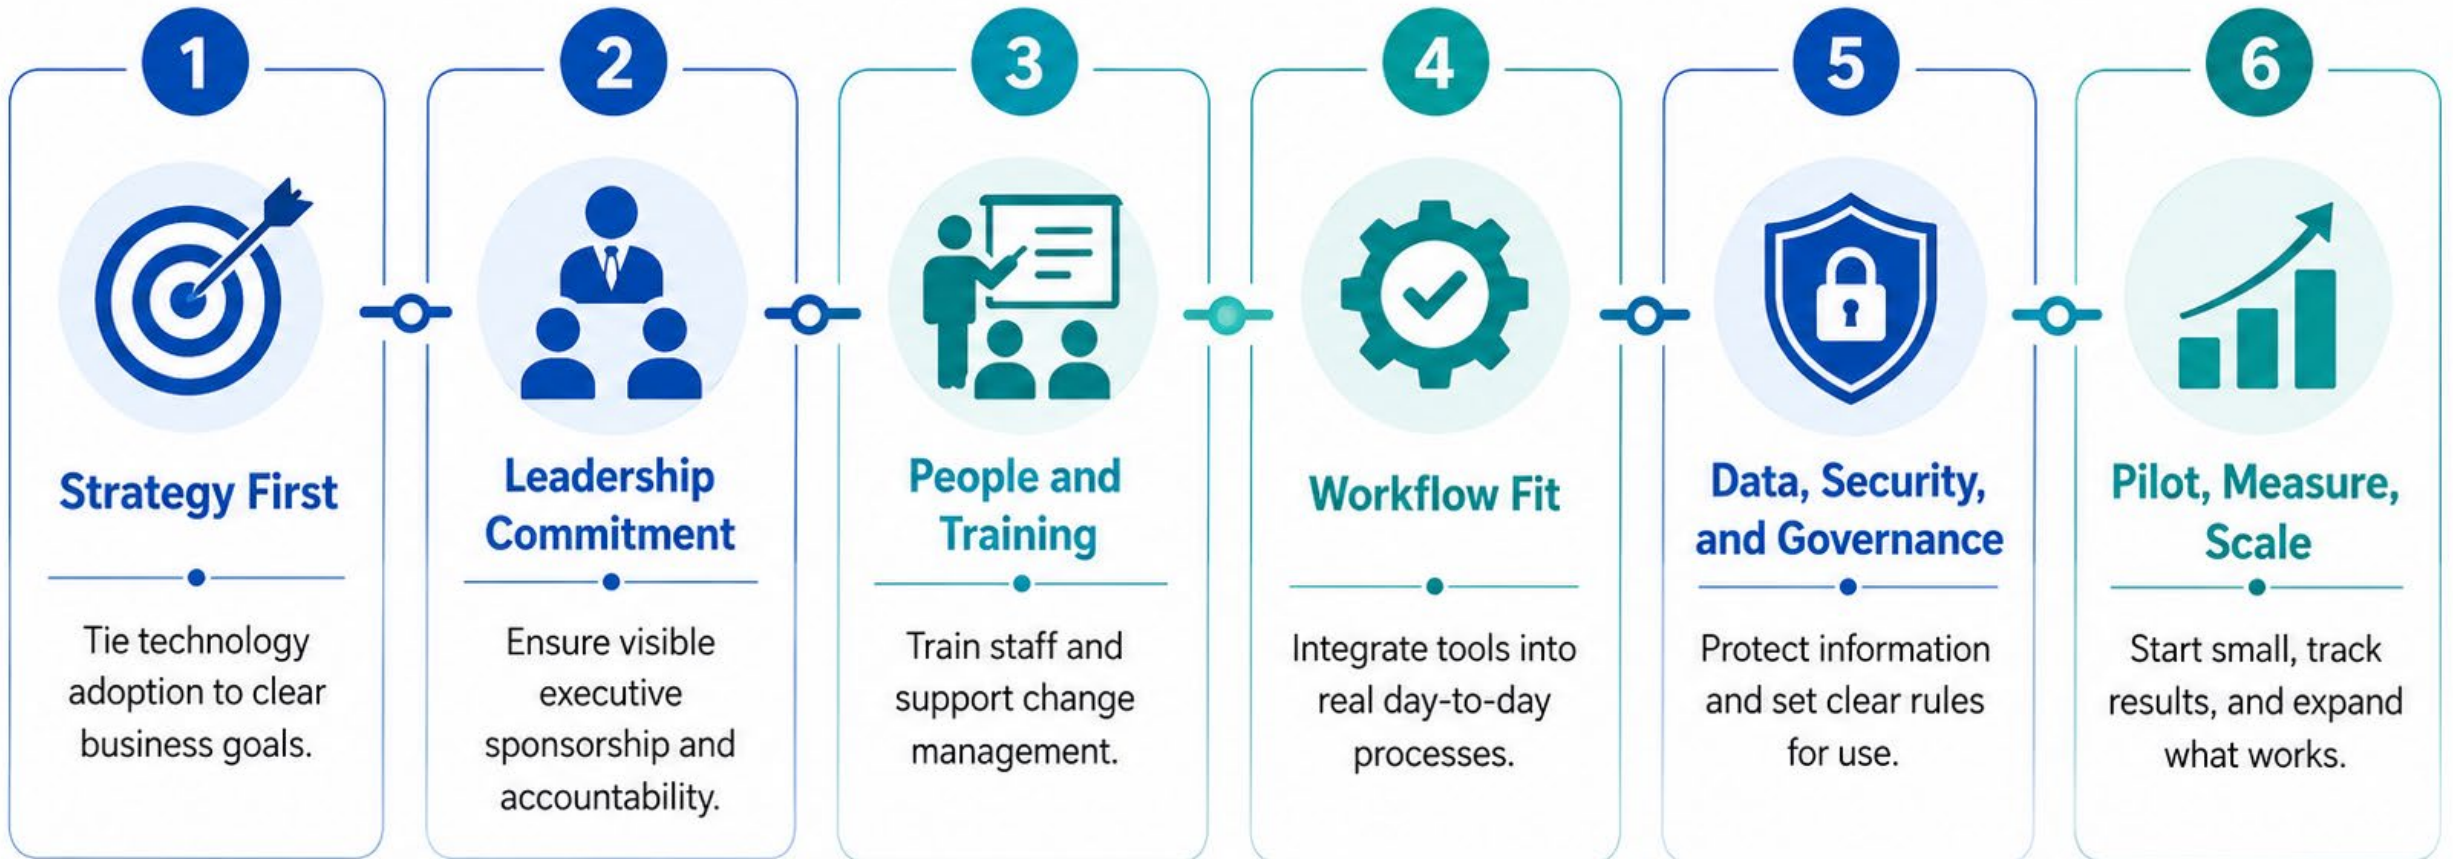 1
Strategy First
Tie technology
adoption to clear
business goals.
2
Leadership
Commitment
Ensure visible
executive
sponsorship and
accountability.
3
People and
Training
Train staff and
support change
management.
4
Workflow Fit
Integrate tools into
real day-to-day
processes.
5
Data, Security,
and Governance
Protect information
and set clear rules
for use.
6
Pilot, Measure,
Scale
Start small, track
results, and expand
what works.